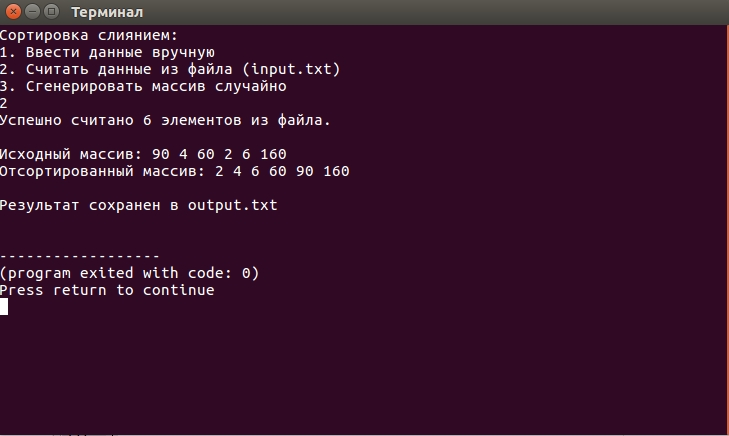 Терминал
Сортировка слиянием:
1. Ввести данные вручную
2. Считать данные из файла (input.txt)
3. Сгенерировать массив случайно
2
Успешно считано 6 элементов из файла.
Исходный массив: 90 4 60 2 6 160
Отсортированный массив: 2 4 6 60 90 160
Результат сохранен в output.txt
------------------
(program exited with code: 0)
Press return to continue